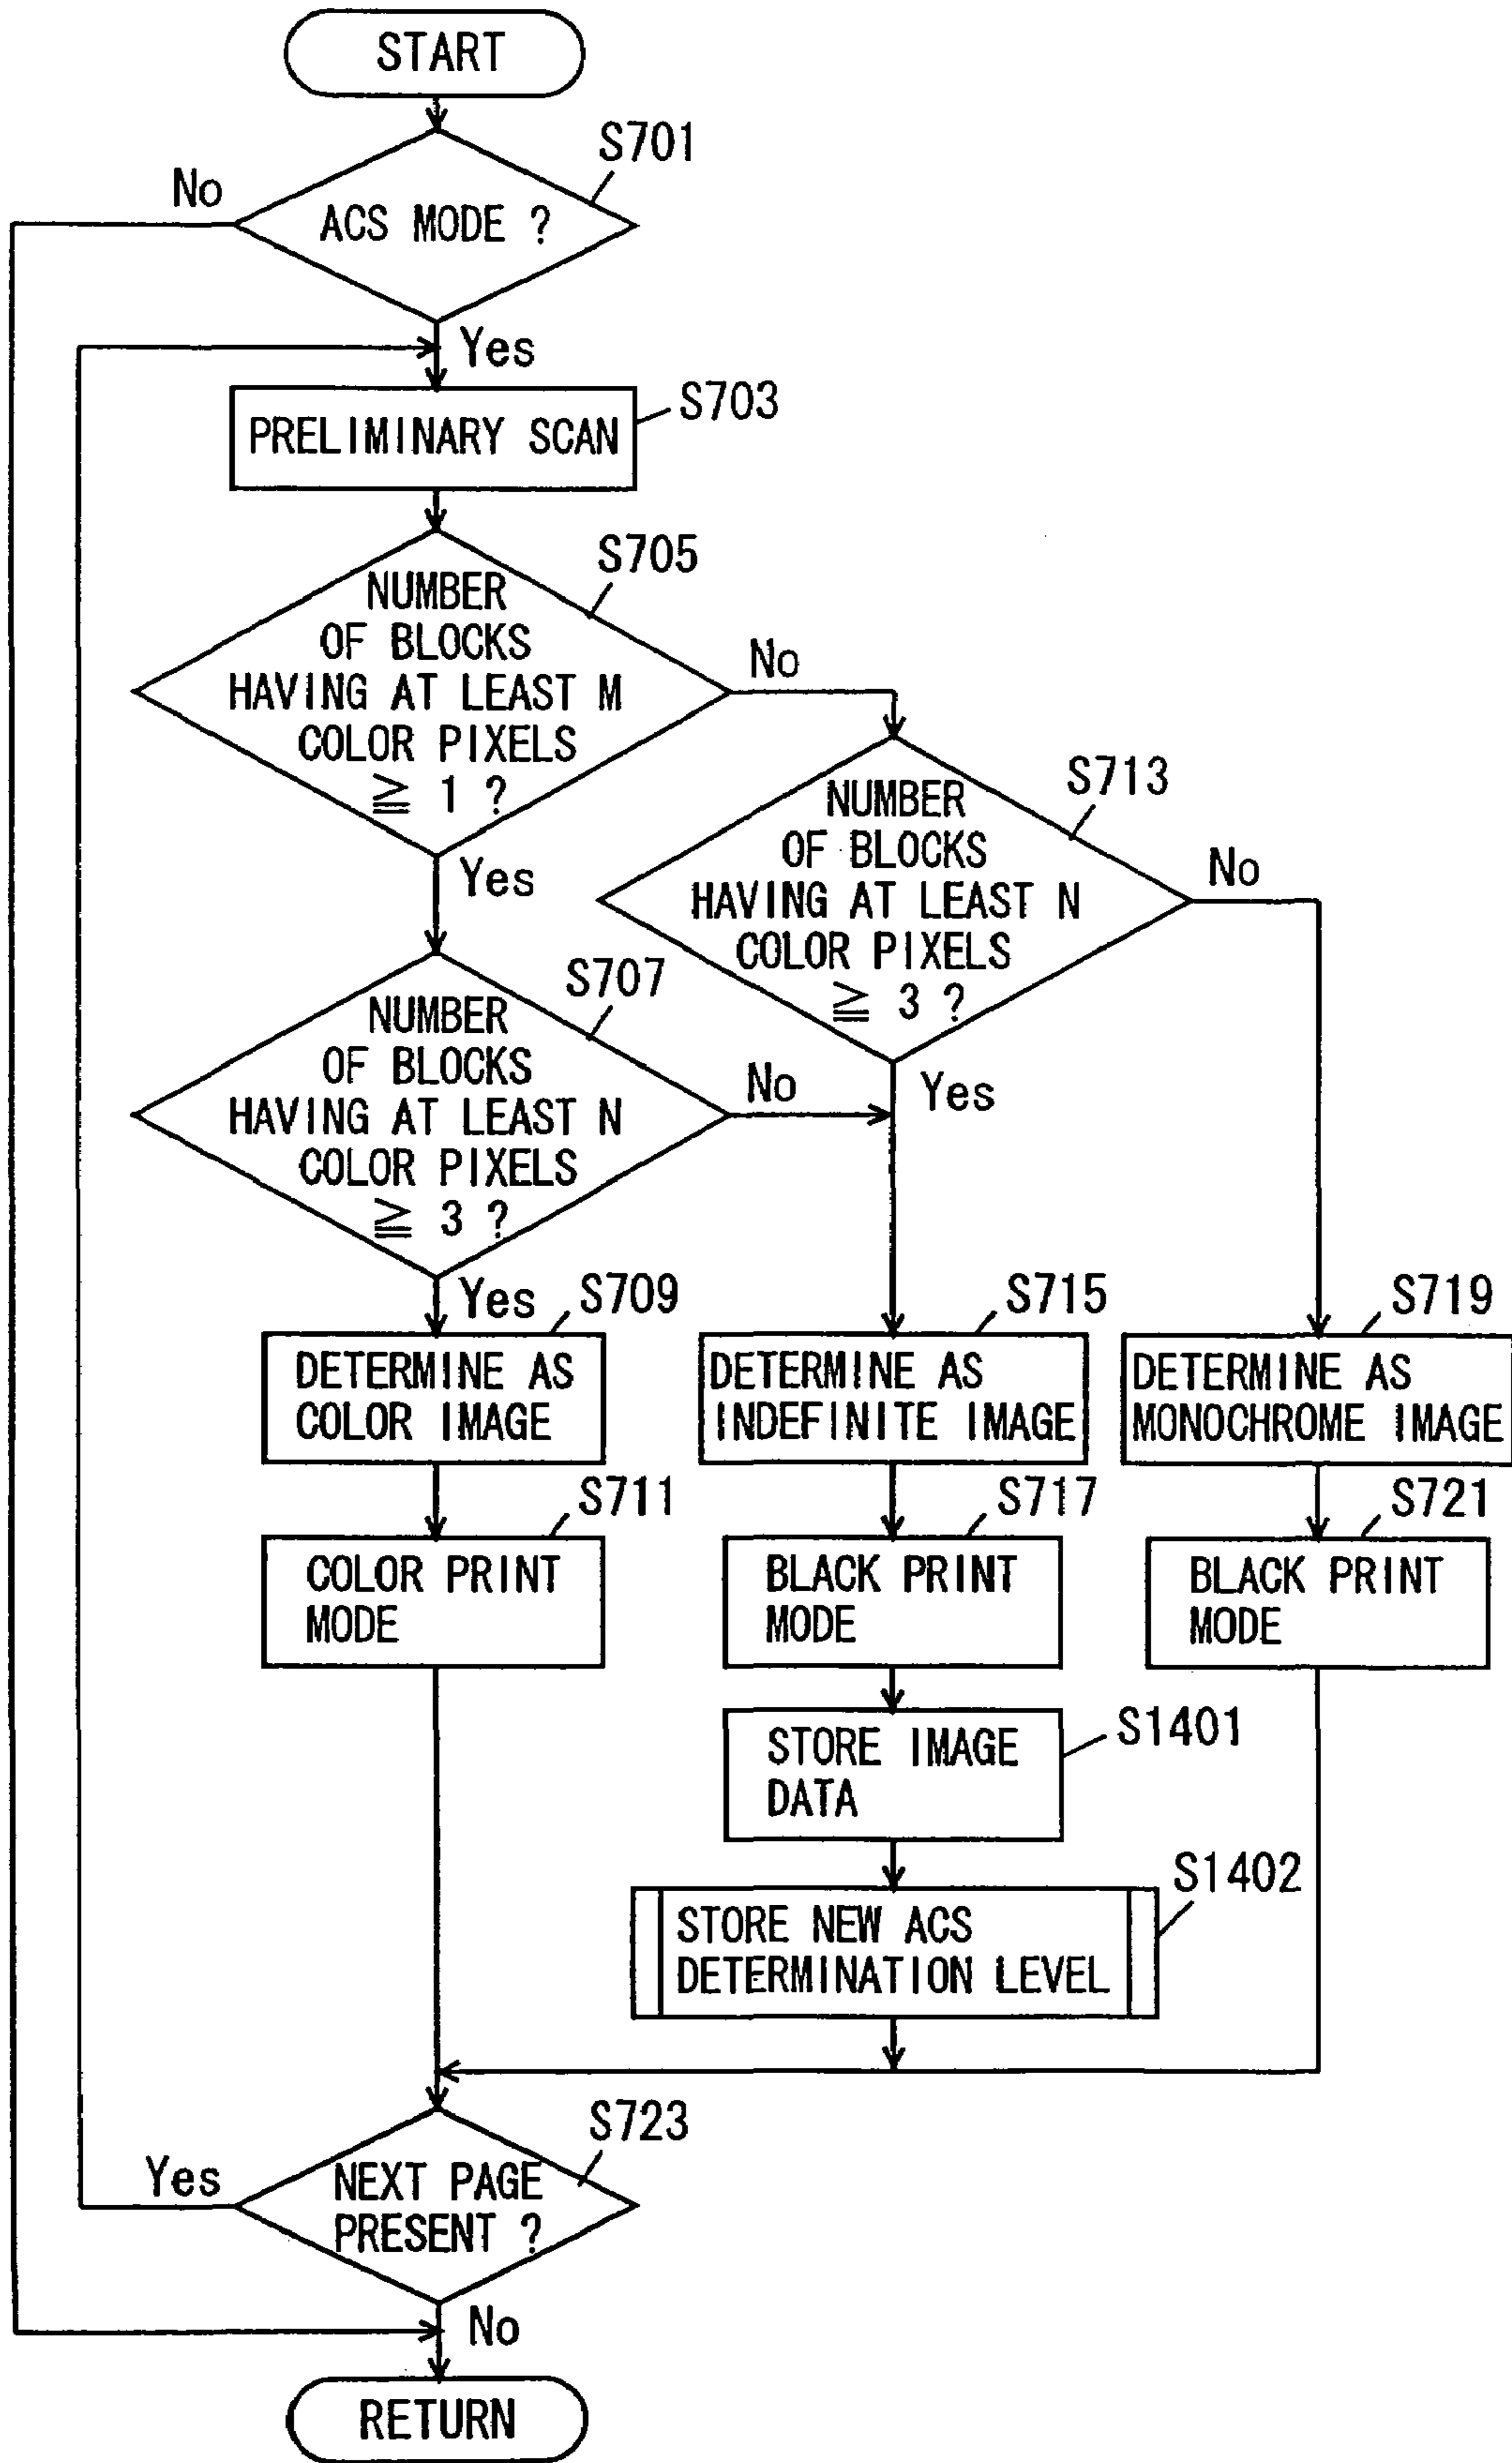 START
S701
No
ACS MODE ?
Yes
S703
PRELIMINARY SCAN
S705
NUMBER
OF BLOCKS
HAVING AT LEAST M
COLOR PIXELS
≧ 1 ?
No
Yes
S713
NUMBER
OF BLOCKS
HAVING AT LEAST N
COLOR PIXELS
≧ 3 ?
No
Yes
S707
NUMBER
OF BLOCKS
HAVING AT LEAST N
COLOR PIXELS
≧ 3 ?
No
Yes
S709
DETERMINE AS
COLOR IMAGE
S715
DETERMINE AS
INDEFINITE IMAGE
S719
DETERMINE AS
MONOCHROME IMAGE
S711
COLOR PRINT
MODE
S717
BLACK PRINT
MODE
S721
BLACK PRINT
MODE
S1401
STORE IMAGE
DATA
S1402
STORE NEW ACS
DETERMINATION LEVEL
S723
Yes
NEXT PAGE
PRESENT ?
No
RETURN